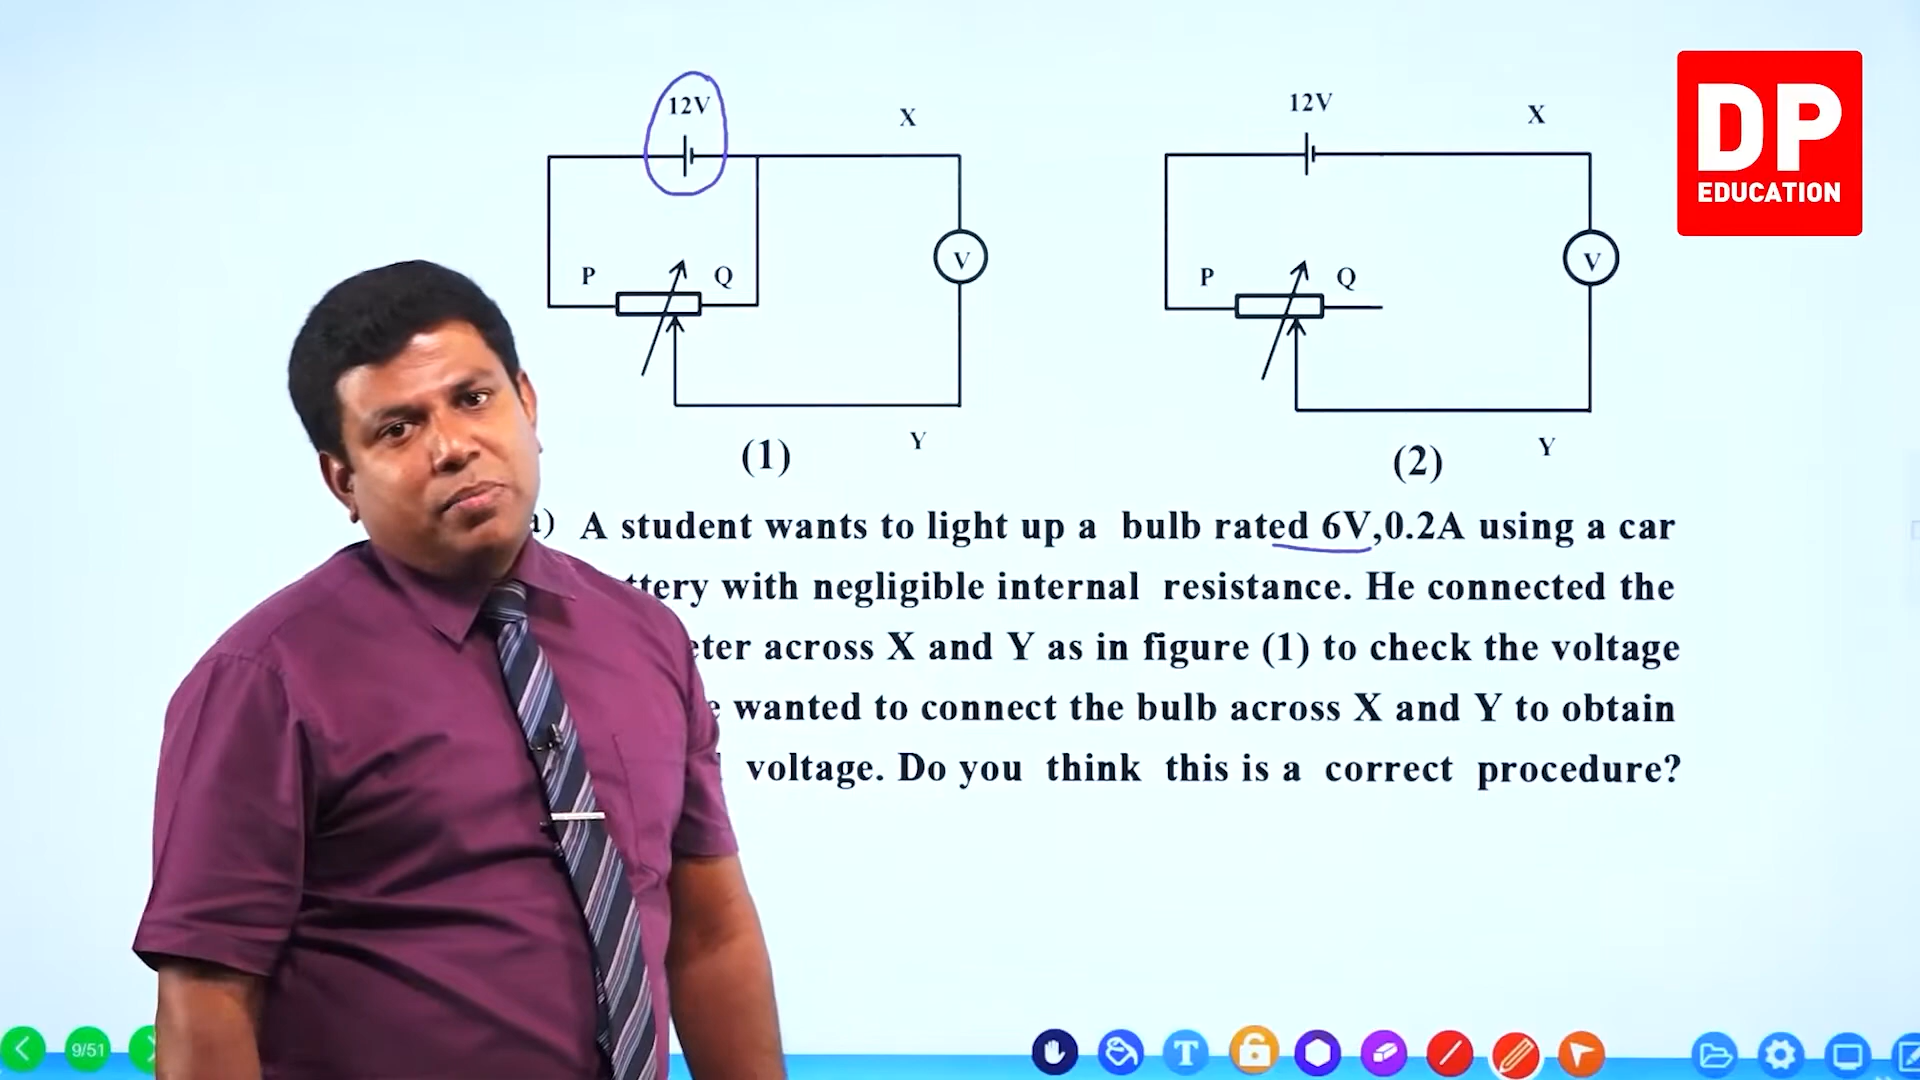 12V
X
P
Q
V
Y
(1)
12V
X
P
Q
V
Y
(2)
DP
EDUCATION
a) A student wants to light up a bulb rated 6V,0.2A using a car
with negligible internal resistance. He connected the
across X and Y as in figure (1) to check the voltage
wanted to connect the bulb across X and Y to obtain
voltage. Do you think this is a correct procedure?
9/51
T